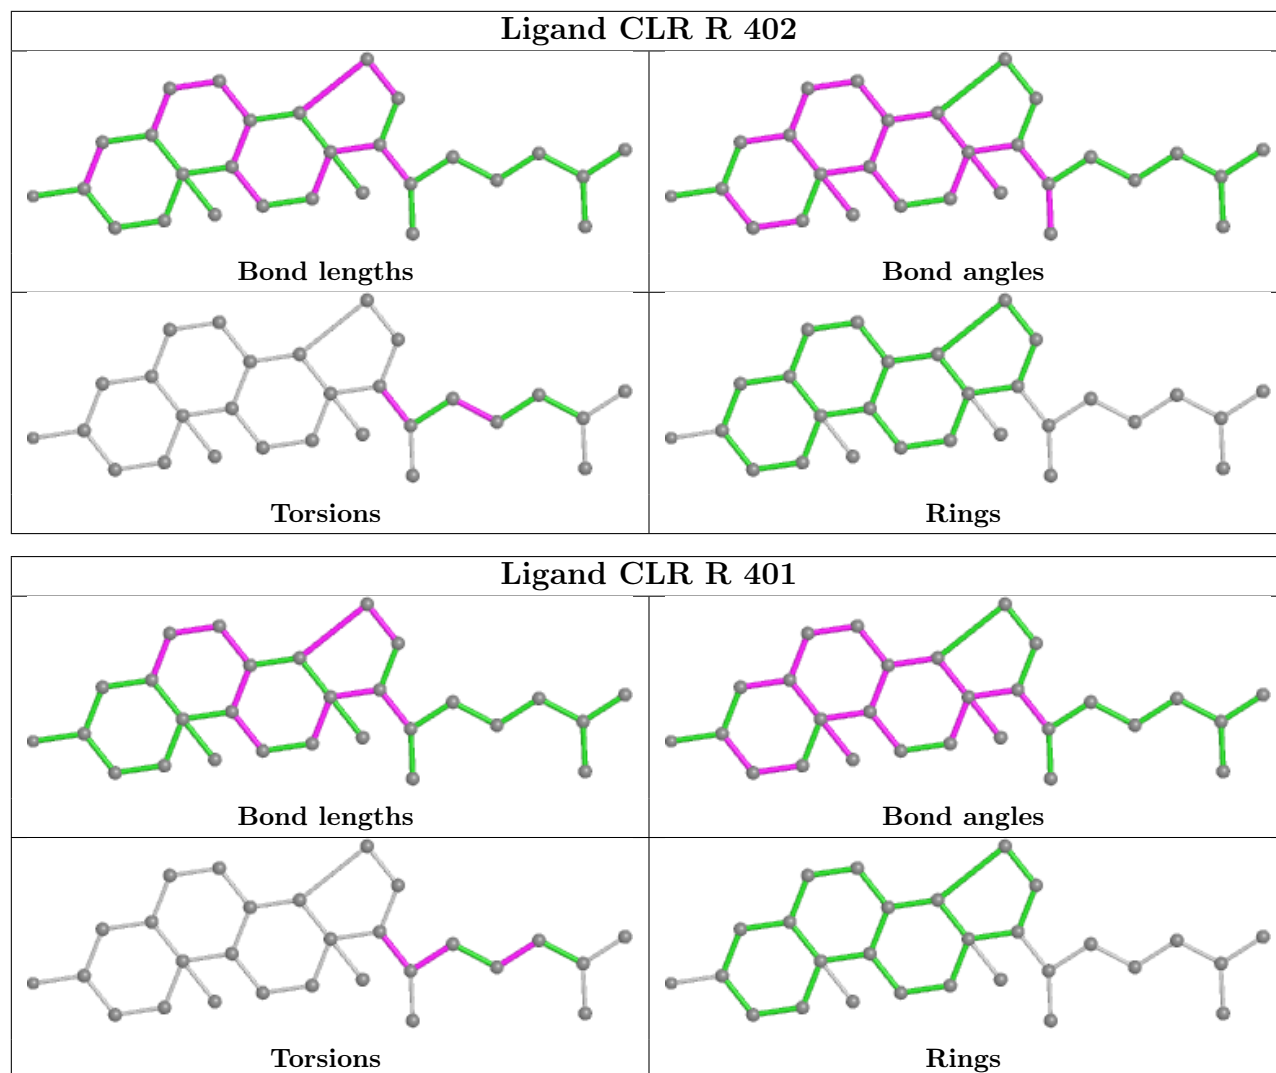 Ligand CLR R 402
Bond lengths
Bond angles
Torsions
Rings
Ligand CLR R 401
Bond lengths
Bond angles
Torsions
Rings